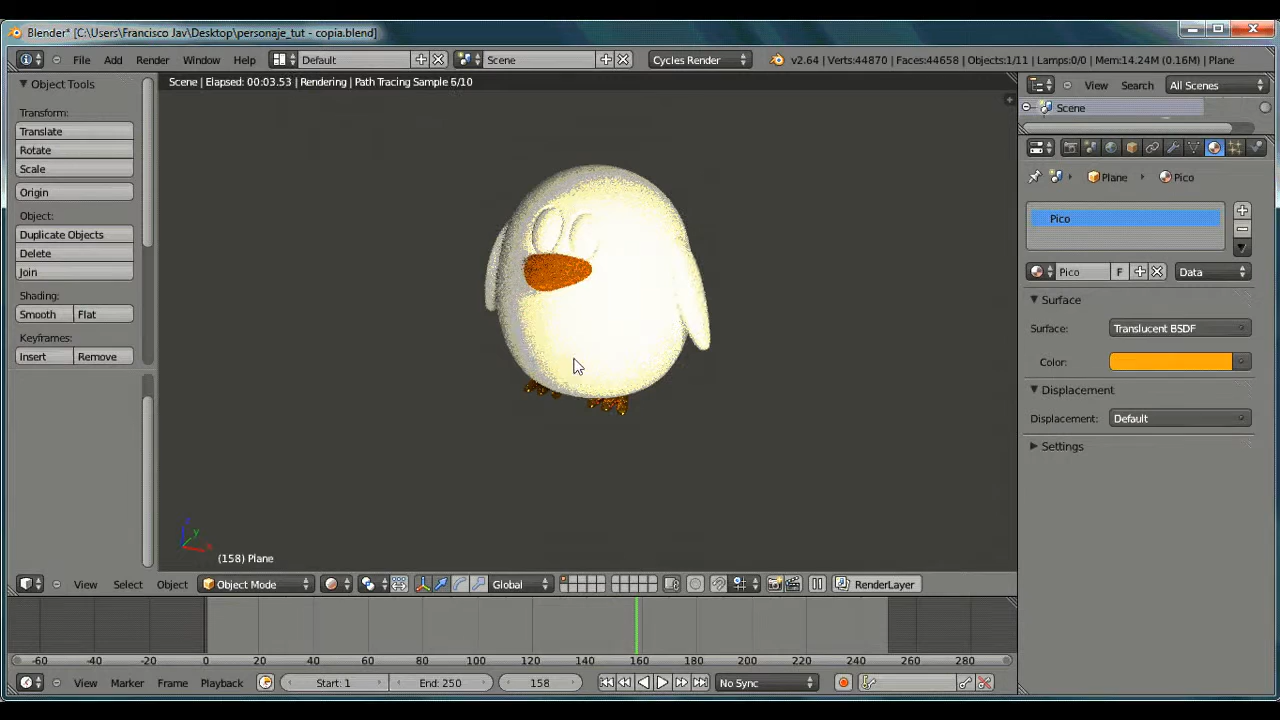 Blender* [C:\Users\Francisco Jav\Desktop\personaje_tut - copia.blend]
File Add Render Window Help Default Scene Cycles Render v2.64 | Verts:44870 | Faces:44658 | Objects:1/11 | Lamps:0/0 | Mem:14.24M (0.16M) | Plane
Object Tools
Scene | Elapsed: 00:03.53 | Rendering | Path Tracing Sample 6/10
View Search All Scenes
Scene
Transform:
Translate
Rotate
Scale
Origin
Object:
Duplicate Objects
Delete
Join
Shading:
Smooth Flat
Keyframes:
Insert Remove
Plane Pico
Pico
Pico F Data
Surface
Surface: Translucent BSDF
Color:
Displacement
Displacement: Default
Settings
z
y
x
(158) Plane
View Select Object Object Mode Global RenderLayer
-60 -40 -20 0 20 40 60 80 100 120 140 160 180 200 220 240 260 280
View Marker Frame Playback Start: 1 End: 250 158 No Sync